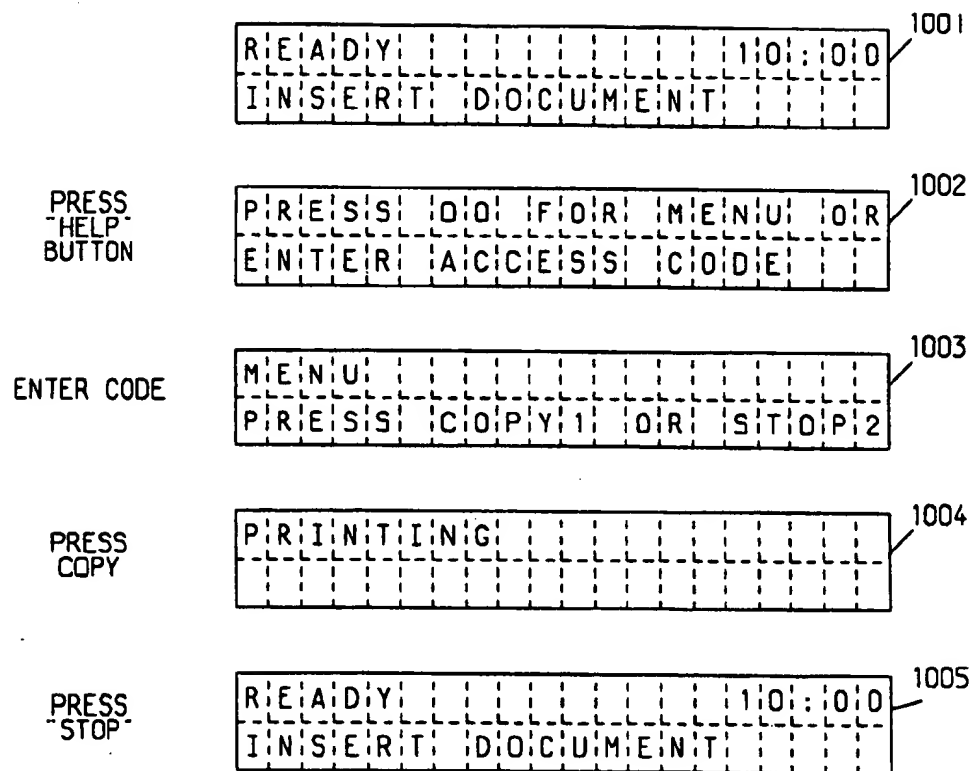 1001
READY 10:00
INSERT DOCUMENT
1002
PRESS
"HELP"
BUTTON
PRESS 00 FOR MENU OR
ENTER ACCESS CODE
1003
ENTER CODE
MENU
PRESS COPY1 OR STOP2
1004
PRESS
COPY
PRINTING
1005
PRESS
"STOP"
READY 10:00
INSERT DOCUMENT